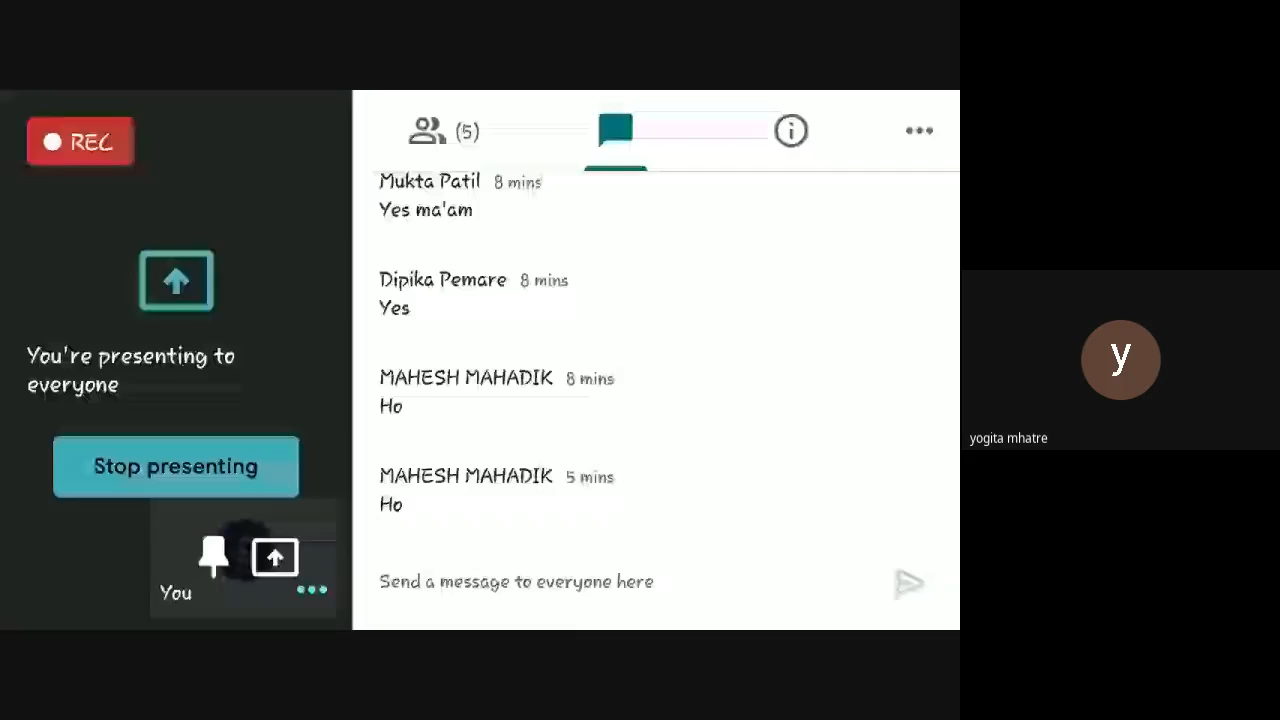 REC
(5)
Mukta Patil 8 mins
Yes ma'am
Dipika Pemare 8 mins
Yes
You're presenting to
everyone
MAHESH MAHADIK 8 mins
Ho
Stop presenting
MAHESH MAHADIK 5 mins
Ho
You
Send a message to everyone here
y
yogita mhatre